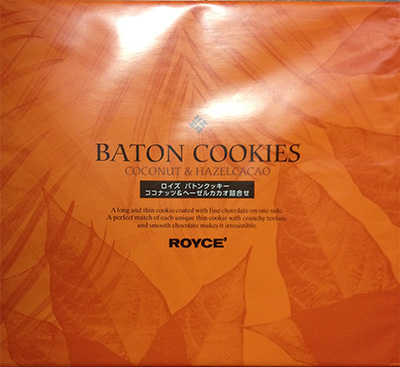 BATON COOKIES
COCONUT & HAZELCACAO
ロイズ バトンクッキー
ココナッツ&ヘーゼルカカオ詰合せ
A long and thin cookie coated with fine chocolate on one side.
A perfect match of each unique thin cookie with crunchy texture
and smooth chocolate makes it irresistible.
ROYCE'